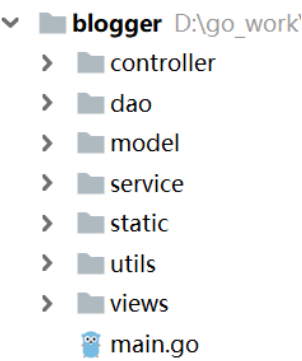 blogger D:\go_work\
controller
dao
model
service
static
utils
views
main.go